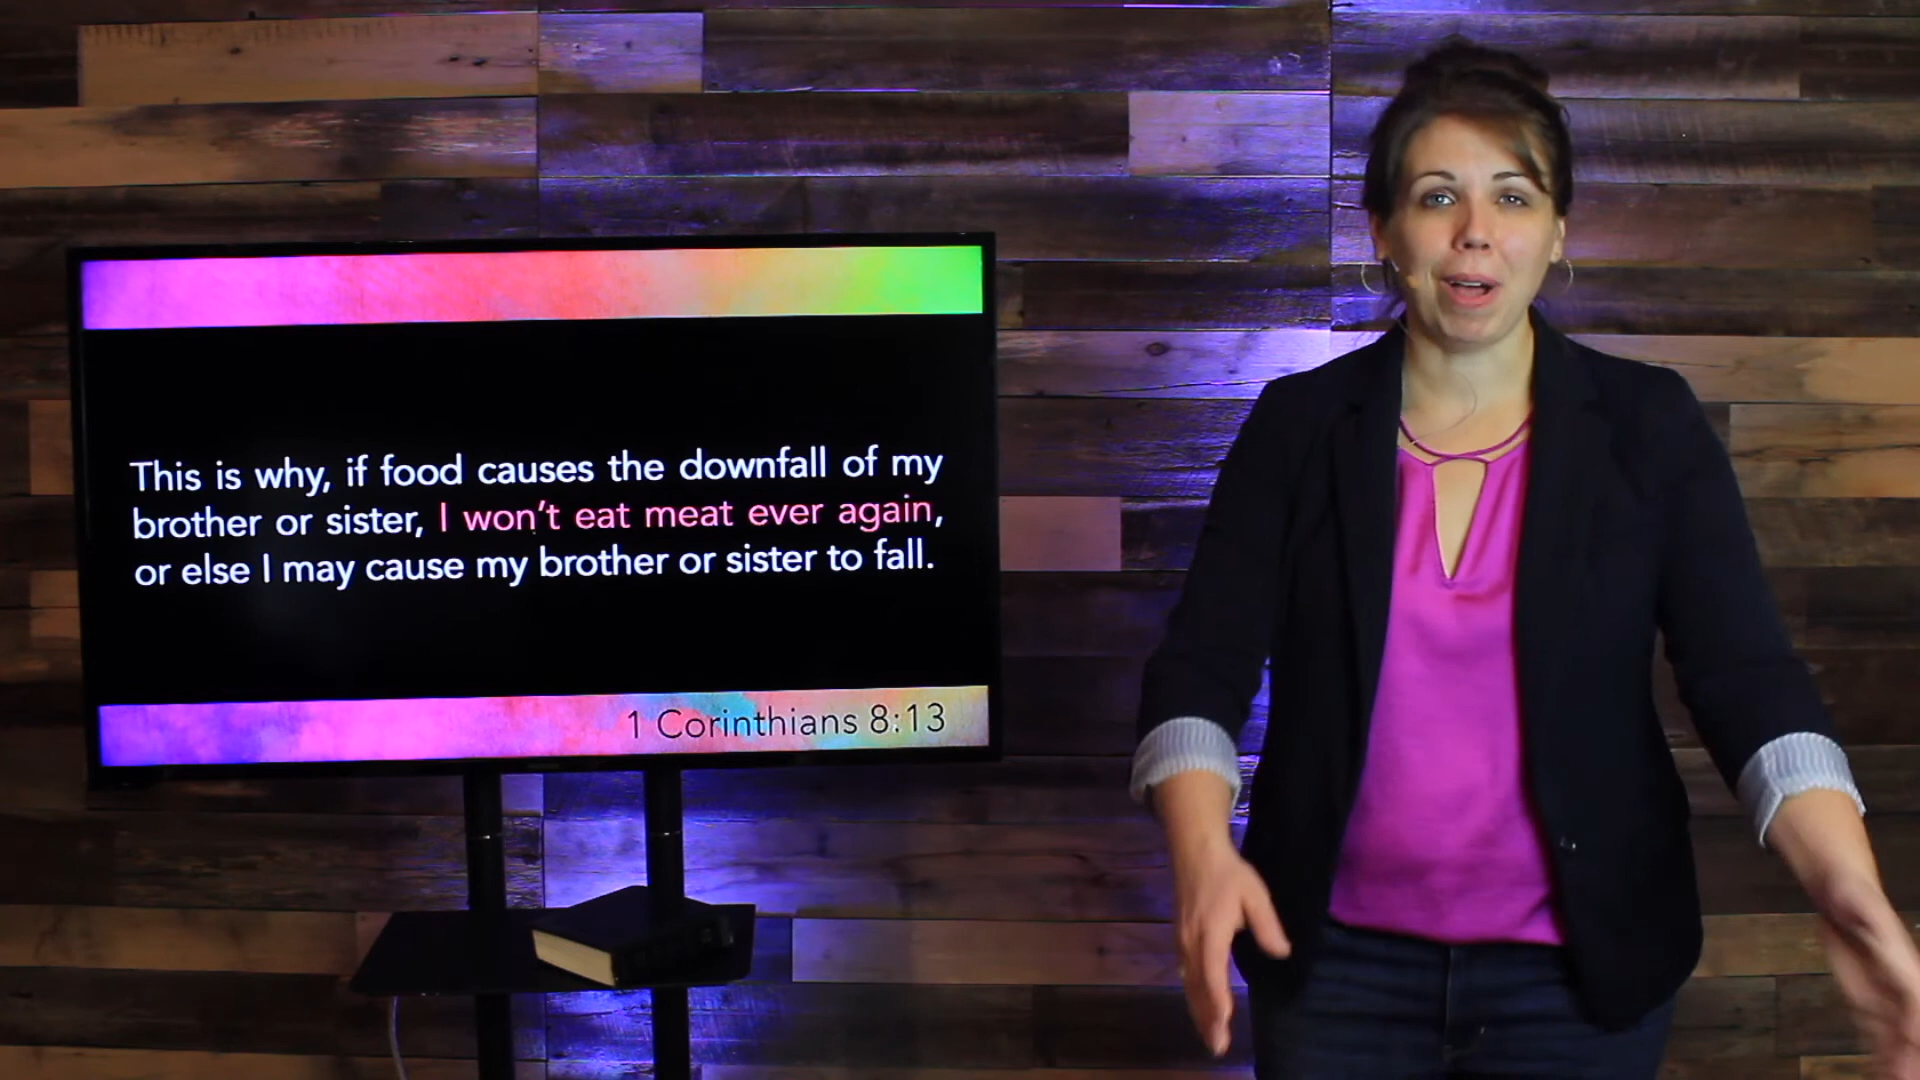 This is why, if food causes the downfall of my
brother or sister, I won't eat meat ever again,
or else I may cause my brother or sister to fall.
1 Corinthians 8:13